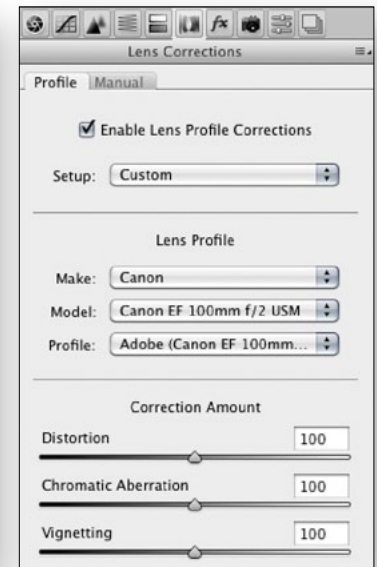 fx
Lens Corrections
Profile Manual
Enable Lens Profile Corrections
Setup: Custom
Lens Profile
Make: Canon
Model: Canon EF 100mm f/2 USM
Profile: Adobe (Canon EF 100mm...
Correction Amount
Distortion 100
Chromatic Aberration 100
Vignetting 100